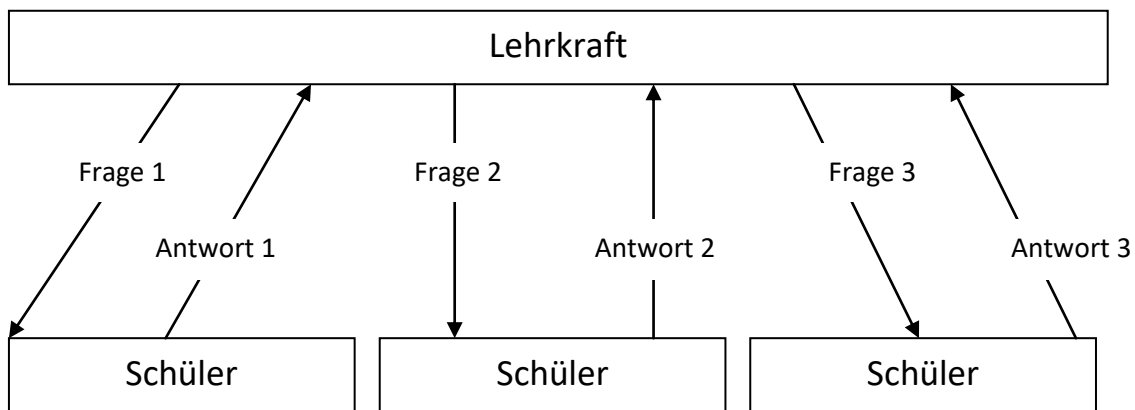 Lehrkraft
Frage 1
Frage 2
Frage 3
Antwort 1
Antwort 2
Antwort 3
Schüler
Schüler
Schüler